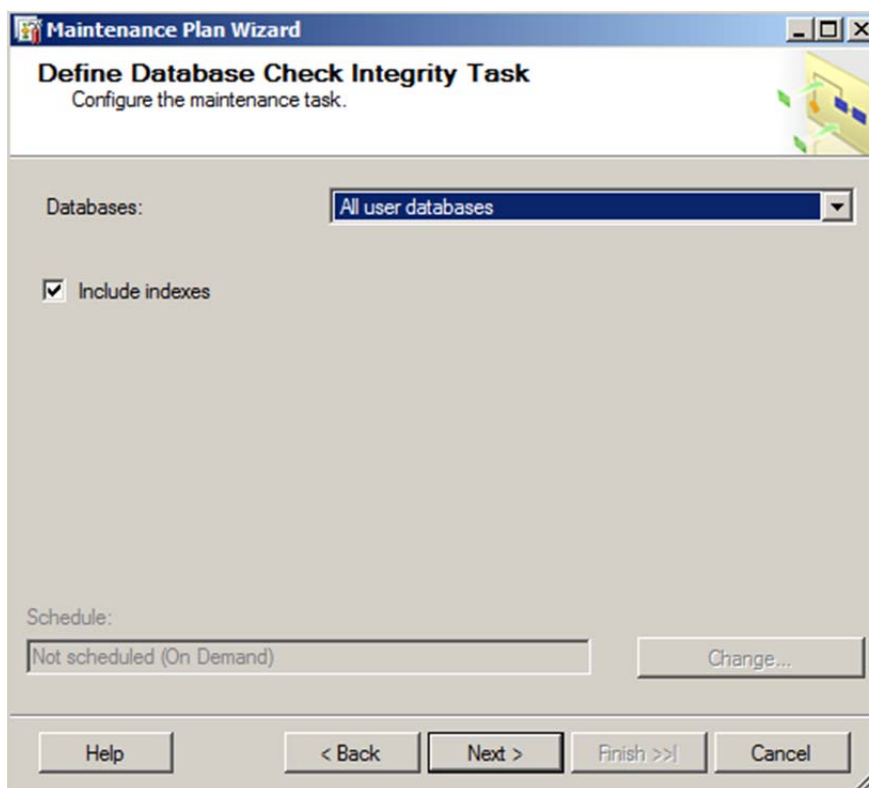 Maintenance Plan Wizard
Define Database Check Integrity Task
Configure the maintenance task.
Databases: All user databases
Include indexes
Schedule:
Not scheduled (On Demand) Change...
Help < Back Next > Finish >>| Cancel